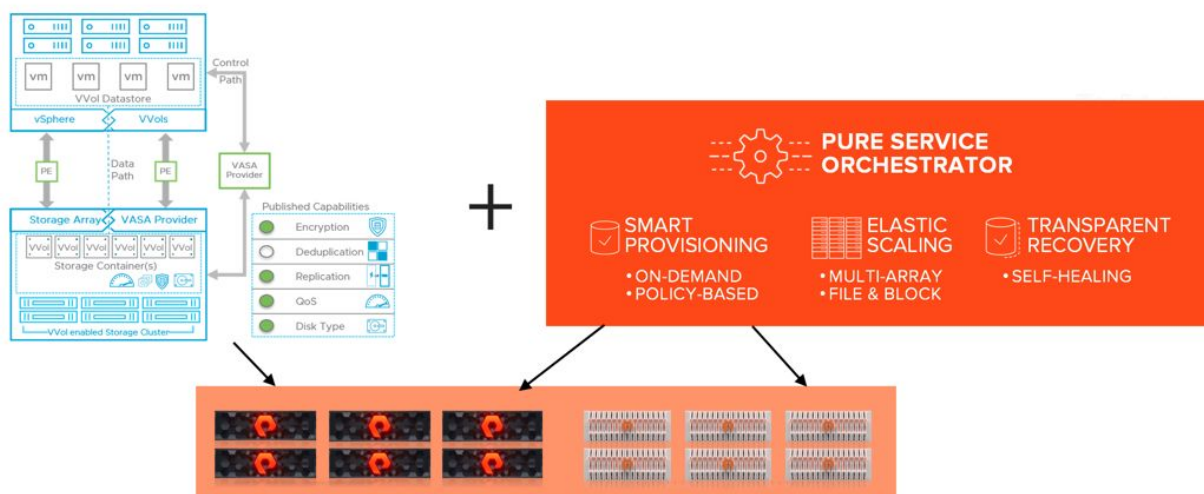 vm
vm
vm
vm
VVol Datastore
vSphere
VVols
Control
Path
PE
Data
Path
PE
VASA
Provider
Storage Array
VASA Provider
VVol
VVol
VVol
VVol
VVol
VVol
Storage Container(s)
VVol enabled Storage Cluster
Published Capabilities
Encryption
Deduplication
Replication
QoS
Disk Type
+
PURE SERVICE
ORCHESTRATOR
SMART
PROVISIONING
• ON-DEMAND
• POLICY-BASED
ELASTIC
SCALING
• MULTI-ARRAY
• FILE & BLOCK
TRANSPARENT
RECOVERY
• SELF-HEALING